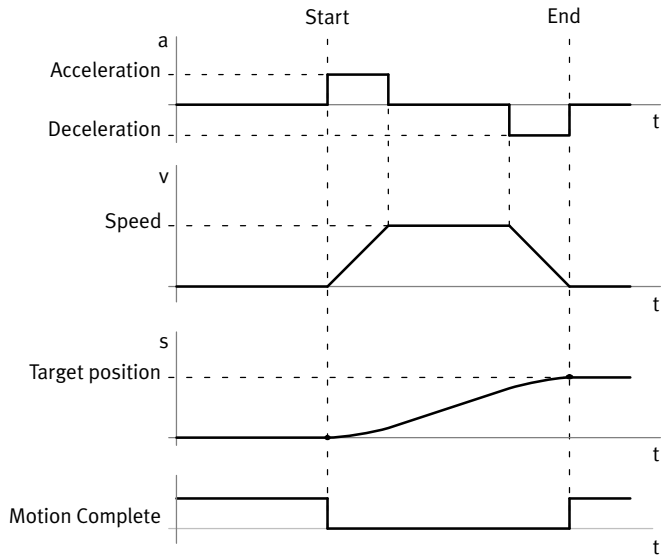 Start
End
a
Acceleration
Deceleration
t
v
Speed
t
s
Target position
t
Motion Complete
t